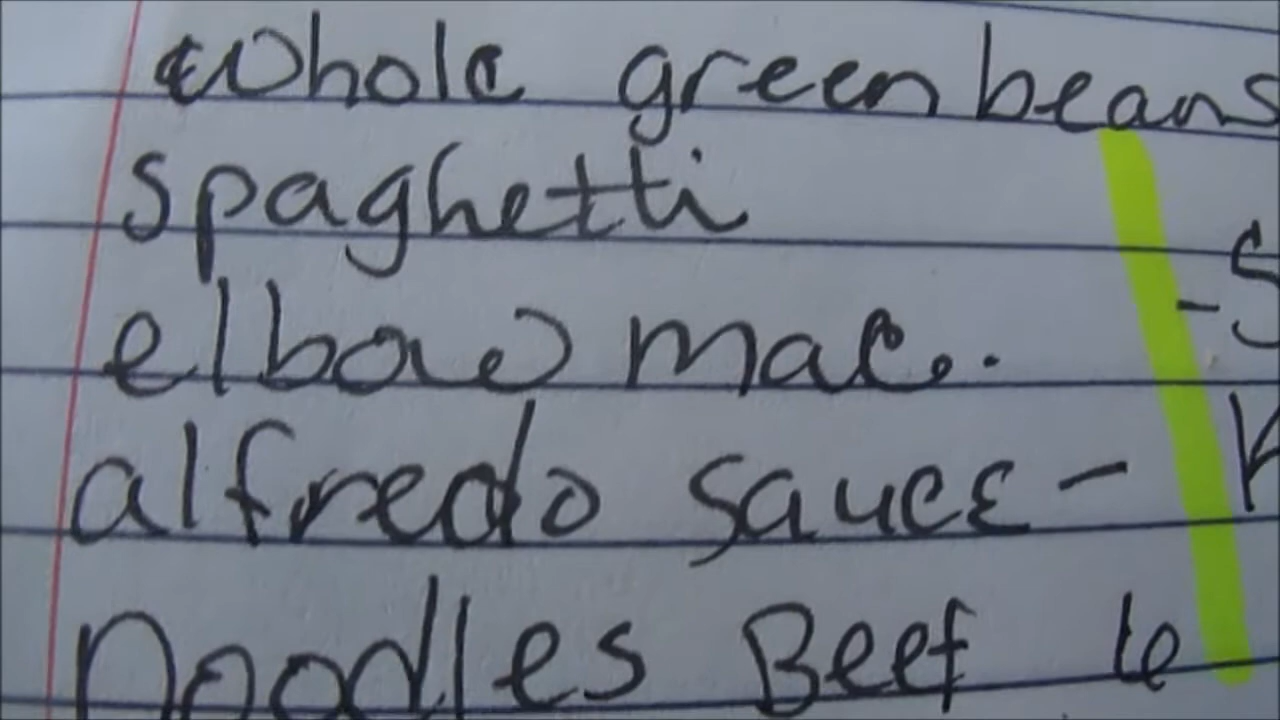 whole green beans
spaghetti
elbow mac.
alfredo sauce -
noodles Beef